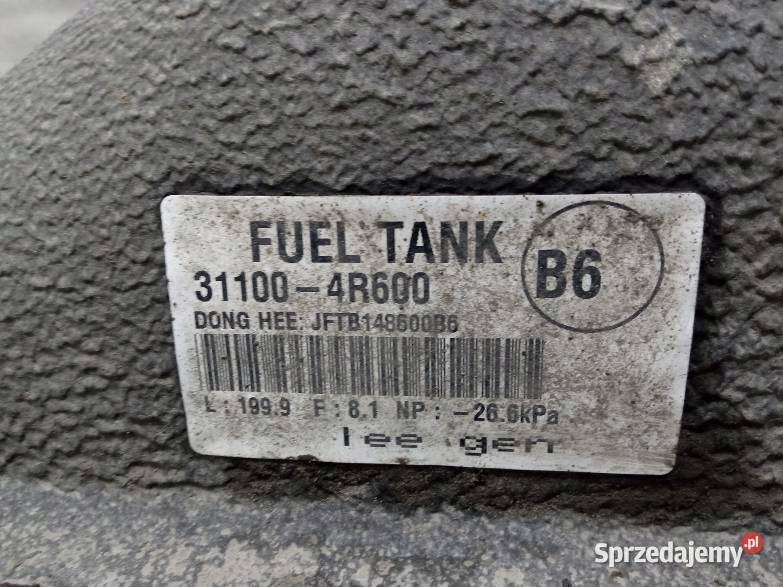 FUEL TANK
B6
31100-4R600
DONG HEE: JFTB148600B6
L : 199.9 F : 8.1 NP : -26.6kPa
lee gen
Sprzedajemy.pl